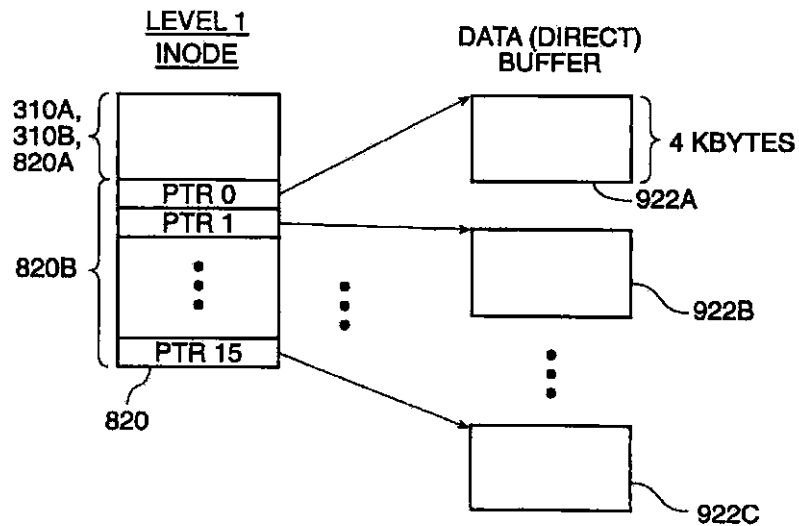 LEVEL 1
INODE
DATA (DIRECT)
BUFFER
310A,
310B,
820A
PTR 0
PTR 1
820B
PTR 15
820
4 KBYTES
922A
922B
922C